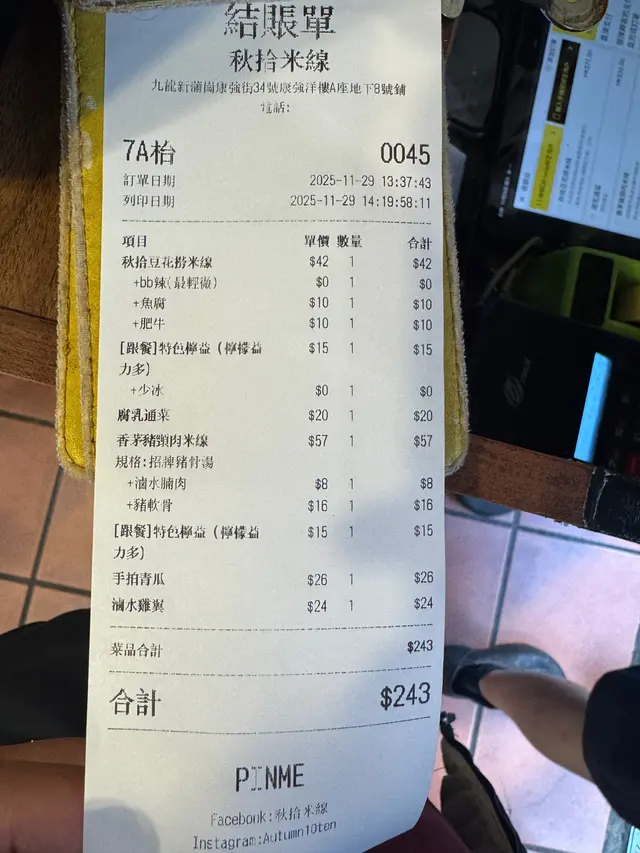 結賬單
秋拾米線
九龍新蒲崗康強街34號康強洋樓A座地下8號鋪
電話:
7A枱 0045
訂單日期 2025-11-29 13:37:43
列印日期 2025-11-29 14:19:58:11
項目 單價 數量 合計
秋拾豆花撈米線 $42 1 $42
+bb辣(最輕微) $0 1 $0
+魚腐 $10 1 $10
+肥牛 $10 1 $10
[跟餐]特色檸益 (檸檬益 $15 1 $15
力多)
+少冰 $0 1 $0
腐乳通菜 $20 1 $20
香茅豬頸肉米線 $57 1 $57
規格:招牌豬骨湯
+滷水腩肉 $8 1 $8
+豬軟骨 $16 1 $16
[跟餐]特色檸益 (檸檬益 $15 1 $15
力多)
手拍青瓜 $26 1 $26
滷水雞翼 $24 1 $24
菜品合計 $243
合計 $243
PINME
Facebook:秋拾米線
Instagram:Autumn10ten